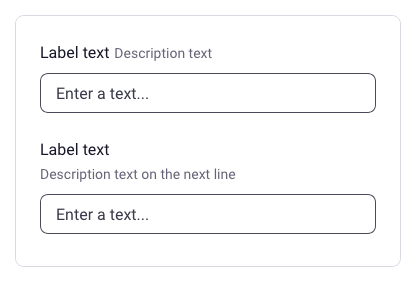 Label text Description text
Enter a text...
Label text
Description text on the next line
Enter a text...